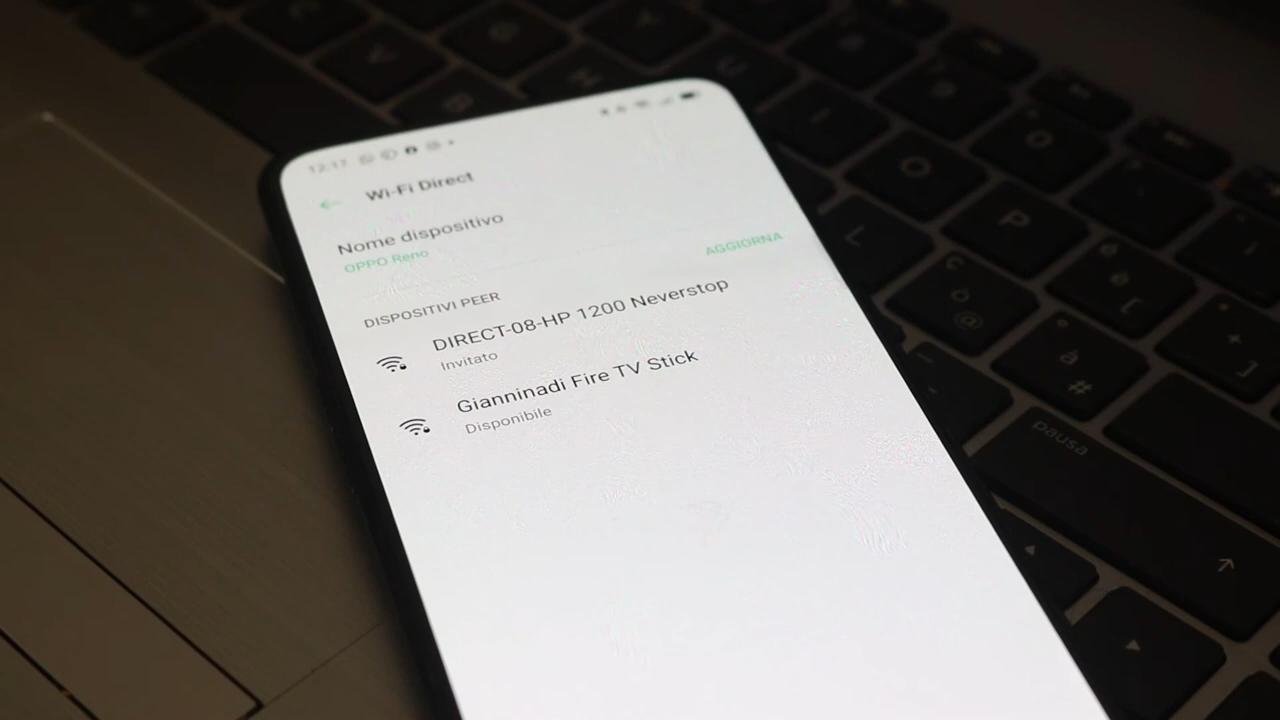 12:17
Wi-Fi Direct
Nome dispositivo
OPPO Reno
AGGIORNA
DISPOSITIVI PEER
DIRECT-08-HP 1200 Neverstop
Invitato
Gianninadi Fire TV Stick
Disponibile
V
U
I
O
P
L
ò
ç
@
è
é
[
+
*
]
à
°
#
-
pausa